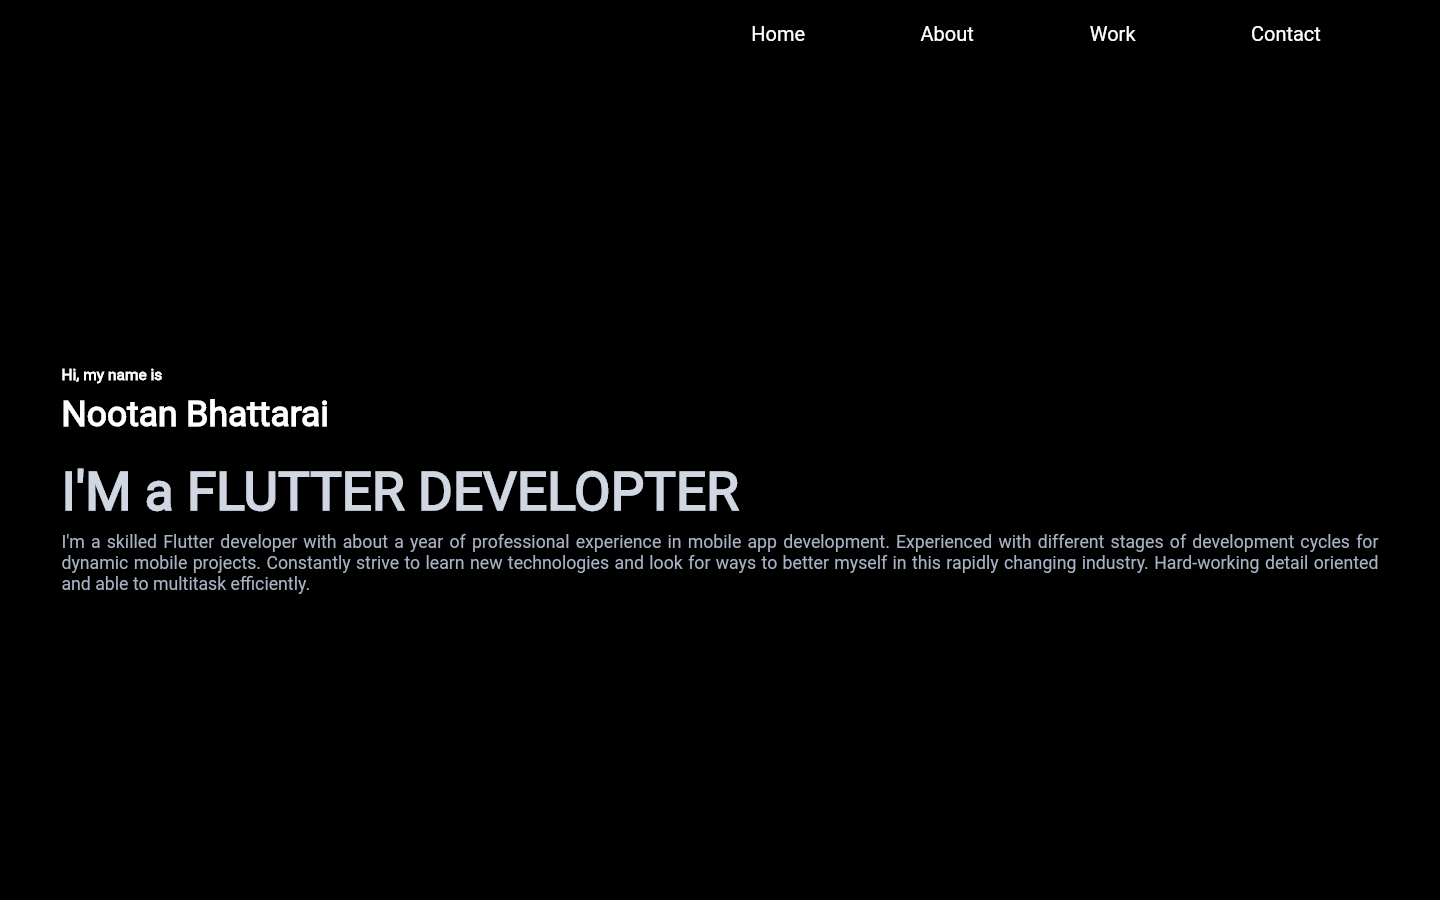 Home About Work Contact
Hi, my name is
Nootan Bhattarai
I'M a FLUTTER DEVELOPTER
I'm a skilled Flutter developer with about a year of professional experience in mobile app development. Experienced with different stages of development cycles for
dynamic mobile projects. Constantly strive to learn new technologies and look for ways to better myself in this rapidly changing industry. Hard-working detail oriented
and able to multitask efficiently.